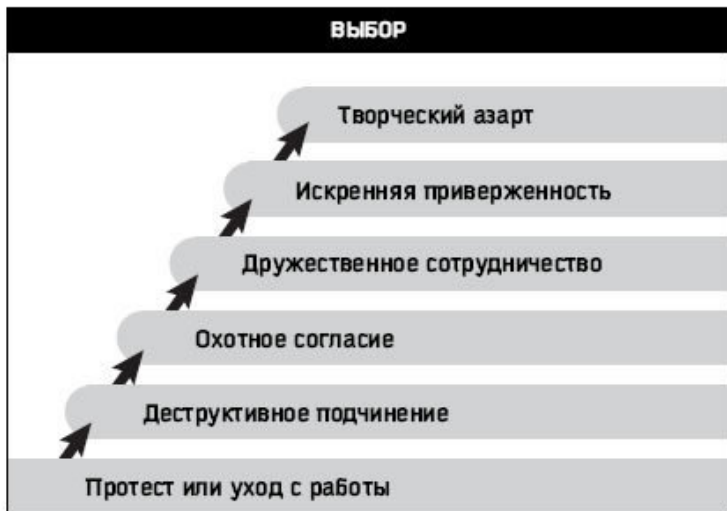 ВЫБОР
Творческий азарт
Искренняя приверженность
Дружественное сотрудничество
Охотное согласие
Деструктивное подчинение
Протест или уход с работы